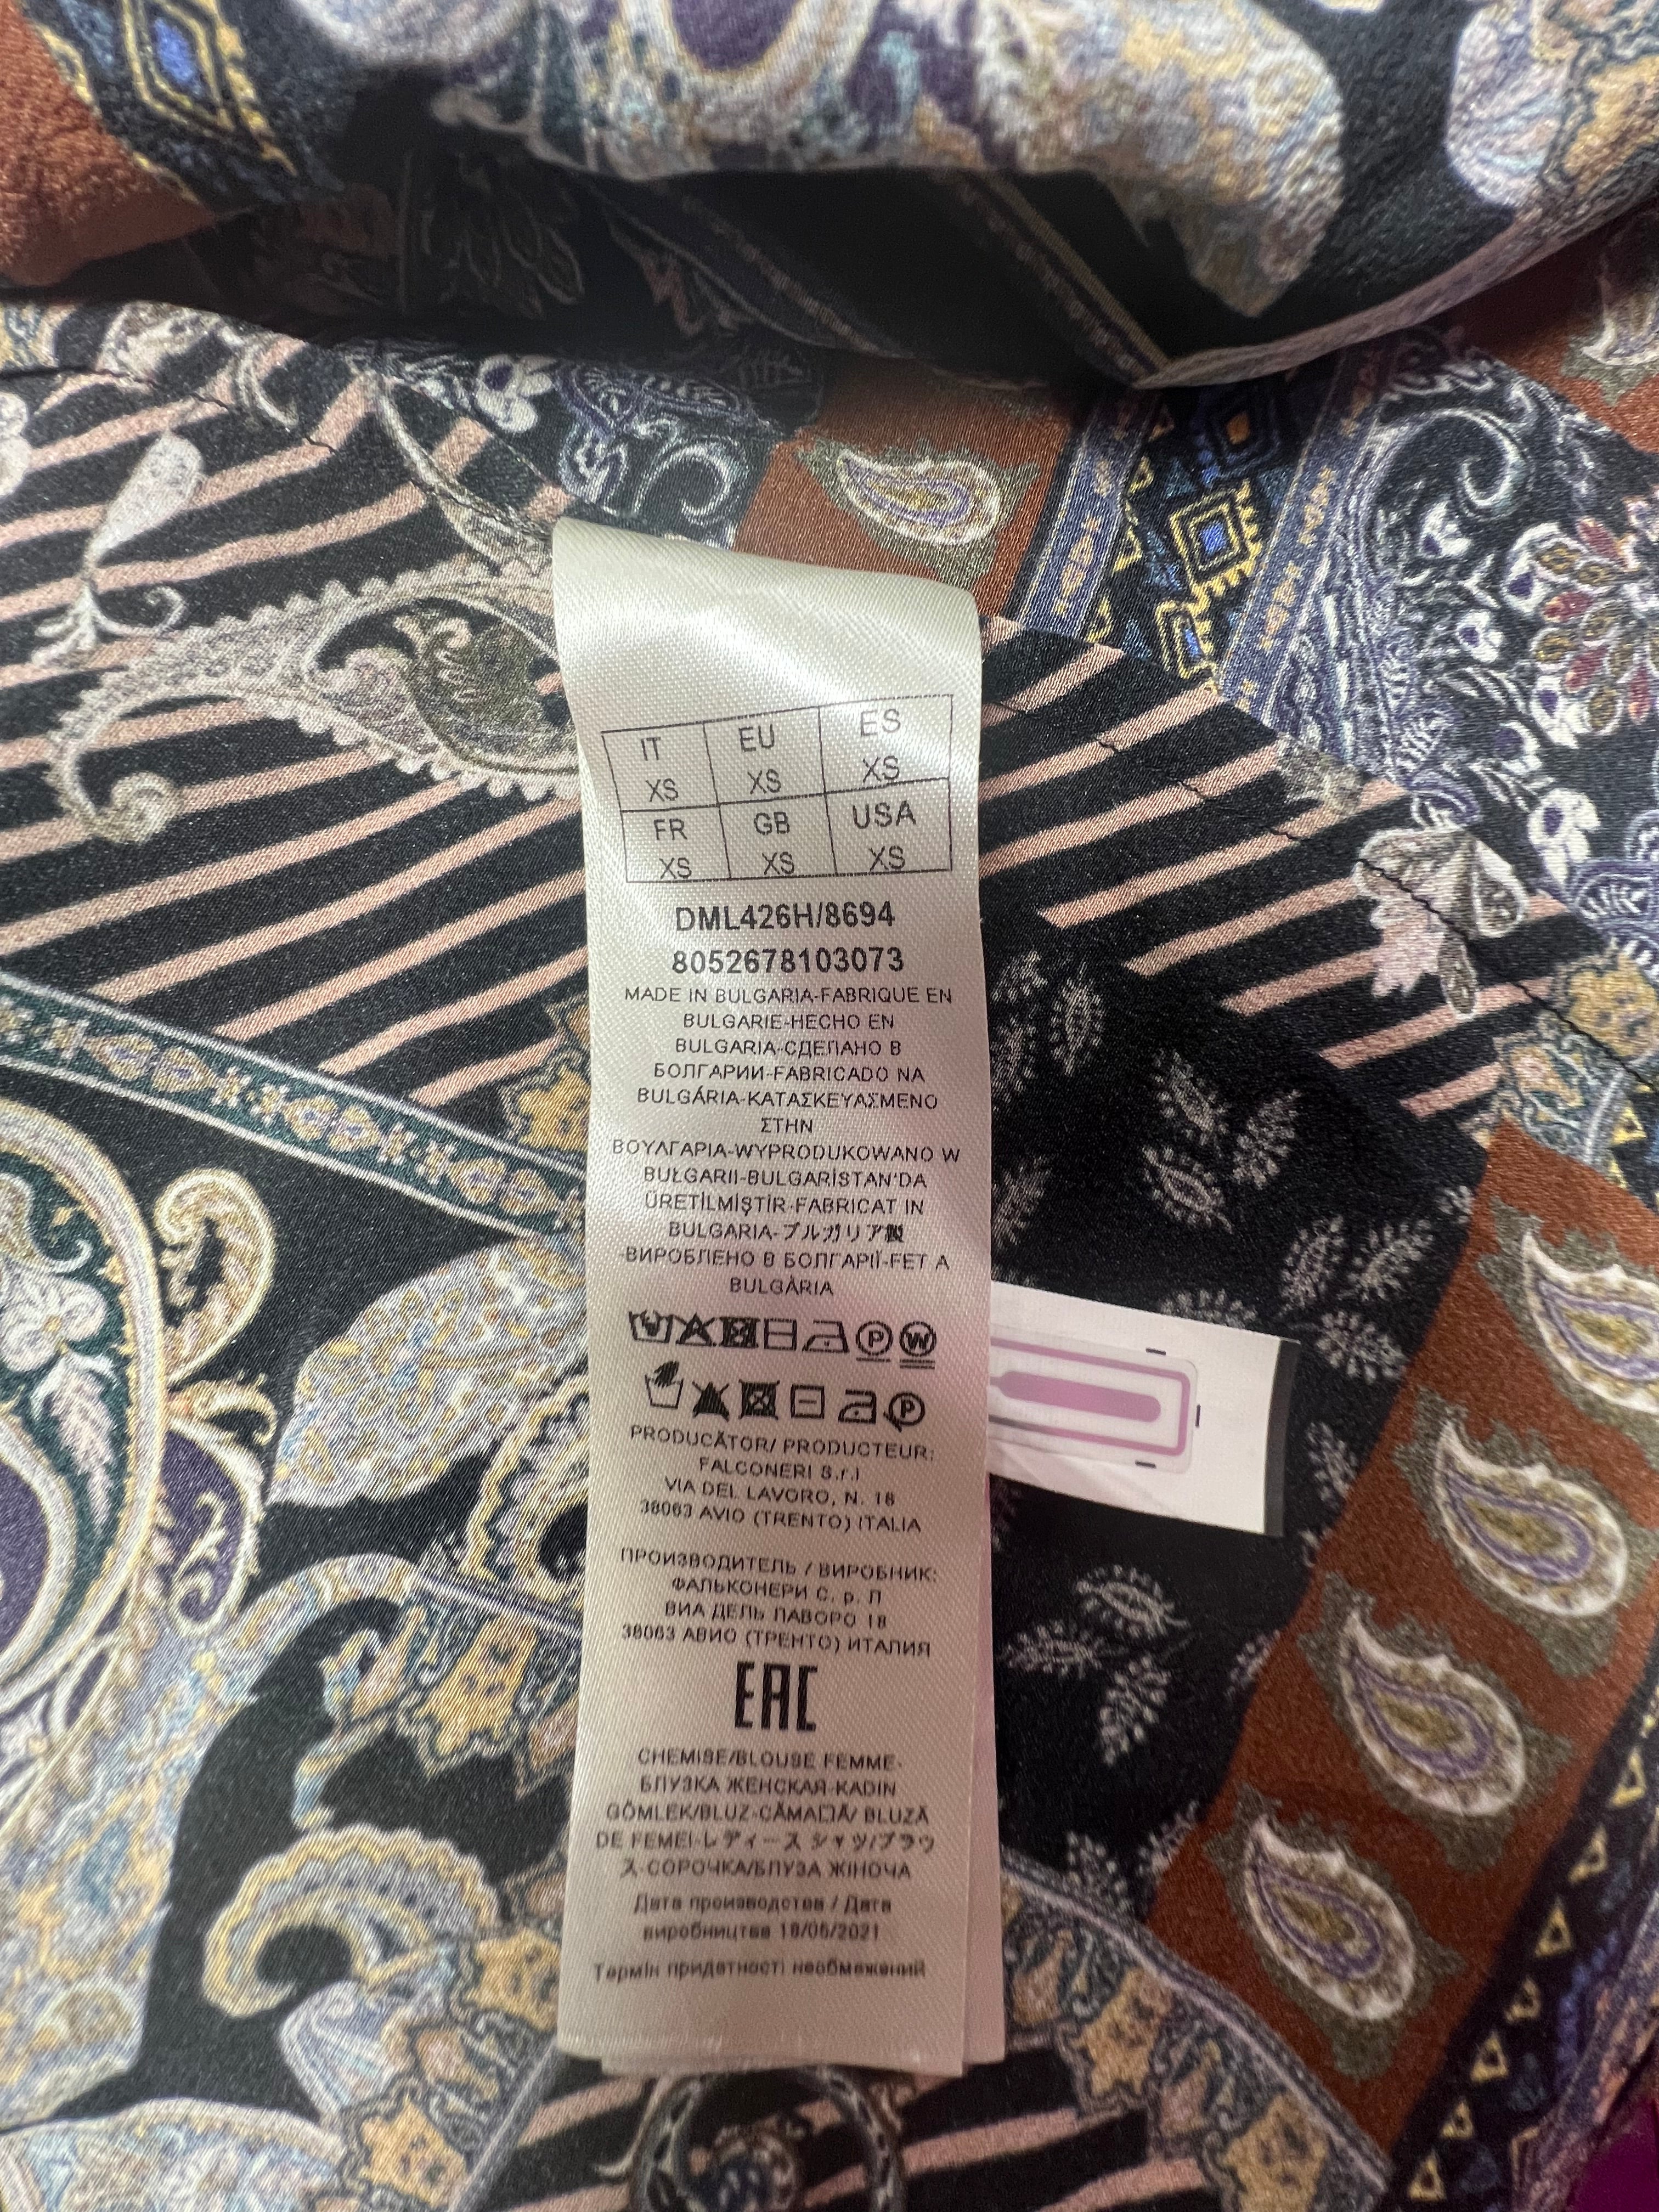 IT EU ES
XS XS XS
FR GB USA
XS XS XS
DML426H/8694
8052678103073
MADE IN BULGARIA-FABRIQUE EN
BULGARIE-HECHO EN
BULGARIA-СДЕЛАНО В
БОЛГАРИИ-FABRICADO NA
BULGÁRIA-ΚΑΤΑΣΚΕΥΑΣΜΕΝΟ
ΣΤΗΝ
ΒΟΥΛΓΑΡΙΑ-WYPRODUKOWANO W
BUŁGARII-BULGARİSTAN'DA
ÜRETİLMİŞTİR-FABRICAT IN
BULGARIA-ブルガリア製
-ВИРОБЛЕНО В БОЛГАРІЇ-FET A
BULGÀRIA
P W
P
PRODUCĂTOR/ PRODUCTEUR:
FALCONERI S.r.l
VIA DEL LAVORO, N. 18
38063 AVIO (TRENTO) ITALIA
ПРОИЗВОДИТЕЛЬ / ВИРОБНИК:
ФАЛЬКОНЕРИ С. р. Л
ВИА ДЕЛЬ ЛАВОРО 18
38063 АВИО (ТРЕНТО) ИТАЛИЯ
EAC
CHEMISE/BLOUSE FEMME-
БЛУЗКА ЖЕНСКАЯ-KADIN
GÖMLEK/BLUZ-CĂMA□Ă/ BLUZĂ
DE FEMEI-レディース シャツ/ブラウ
ス-СОРОЧКА/БЛУЗА ЖІНОЧА
Дата производства / Дата
виробництва 18/05/2021
Термін придатності необмежений